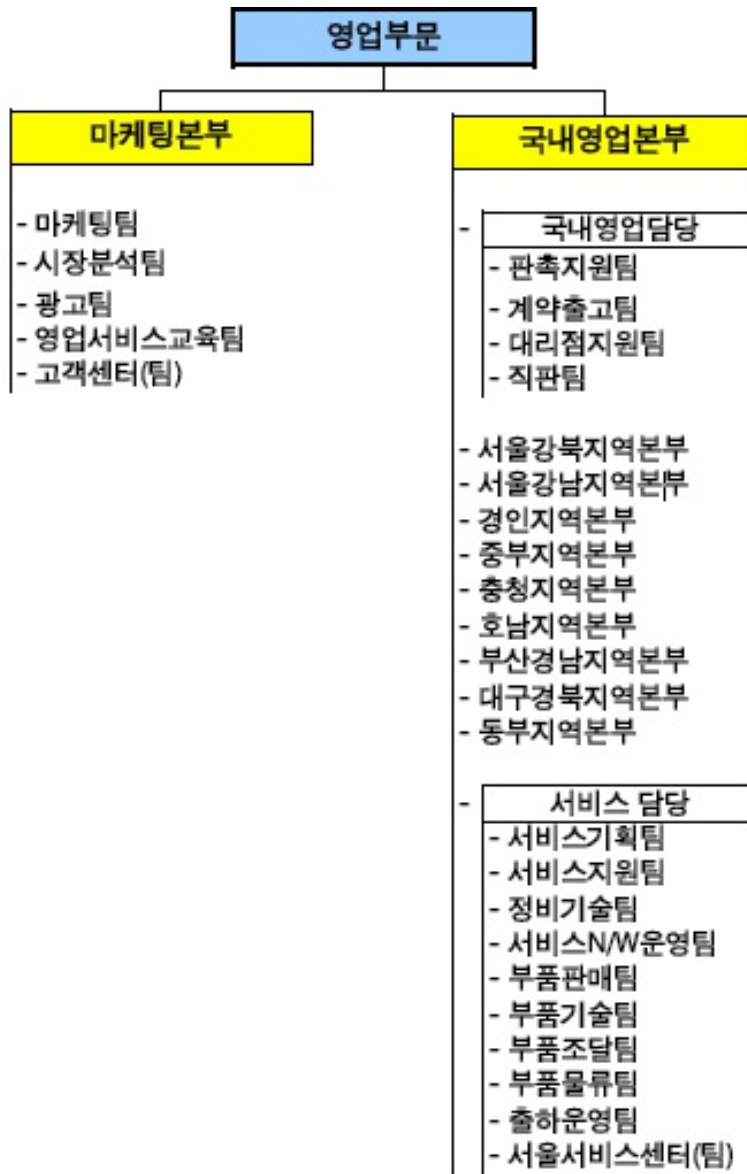 영업부문
마케팅본부
- 마케팅팀
- 시장분석팀
- 광고팀
- 영업서비스교육팀
- 고객센터(팀)
국내영업본부
- 국내영업담당
- 판촉지원팀
- 계약출고팀
- 대리점지원팀
- 직판팀
- 서울강북지역본부
- 서울강남지역본부
- 경인지역본부
- 중부지역본부
- 충청지역본부
- 호남지역본부
- 부산경남지역본부
- 대구경북지역본부
- 동부지역본부
- 서비스 담당
- 서비스기획팀
- 서비스지원팀
- 정비기술팀
- 서비스N/W운영팀
- 부품판매팀
- 부품기술팀
- 부품조달팀
- 부품물류팀
- 출하운영팀
- 서울서비스센터(팀)